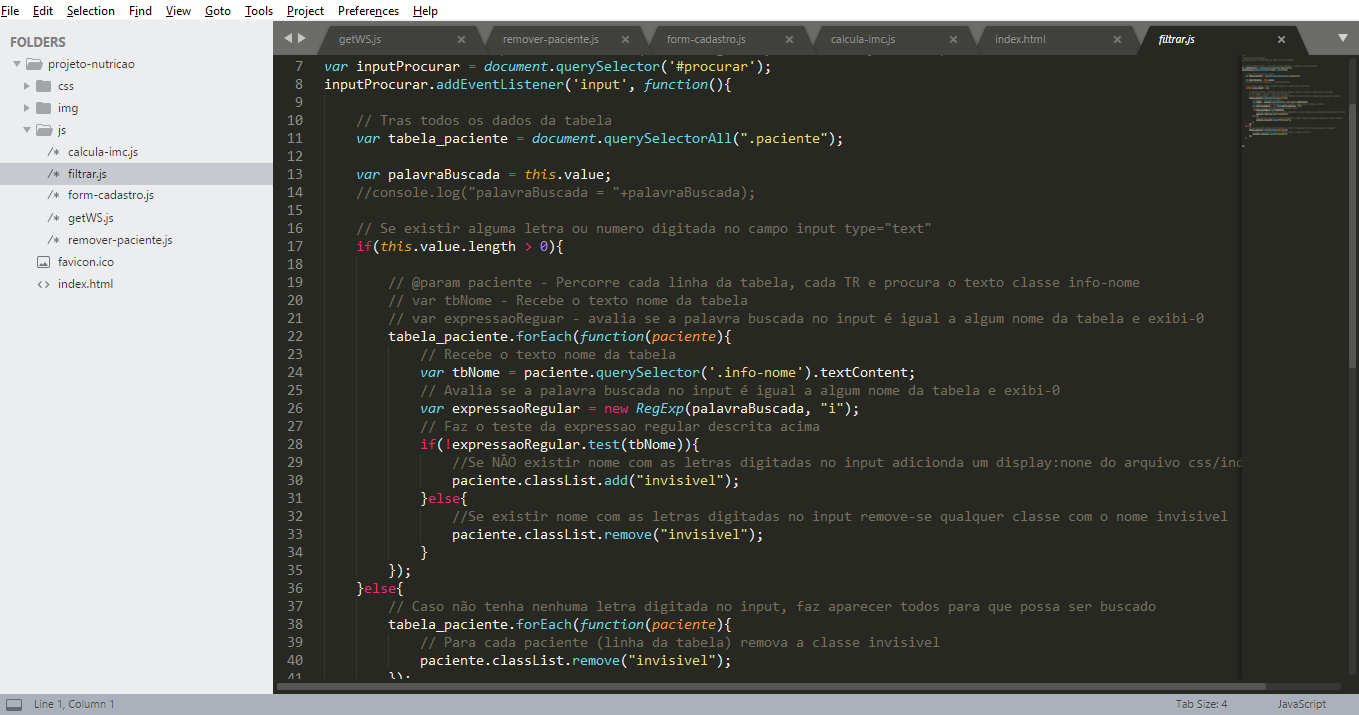 File Edit Selection Find View Goto Tools Project Preferences Help
FOLDERS
projeto-nutricao
css
img
js
/* calcula-imc.js
/* filtrar.js
/* form-cadastro.js
/* getWS.js
/* remover-paciente.js
favicon.ico
<> index.html
getWS.js × remover-paciente.js × form-cadastro.js × calcula-imc.js × index.html × filtrar.js ×
7 var inputProcurar = document.querySelector('#procurar');
8 inputProcurar.addEventListener('input', function(){
9
10 // Tras todos os dados da tabela
11 var tabela_paciente = document.querySelectorAll(".paciente");
12
13 var palavraBuscada = this.value;
14 //console.log("palavraBuscada = "+palavraBuscada);
15
16 // Se existir alguma letra ou numero digitada no campo input type="text"
17 if(this.value.length > 0){
18
19 // @param paciente - Percorre cada linha da tabela, cada TR e procura o texto classe info-nome
20 // var tbNome - Recebe o texto nome da tabela
21 // var expressaoReguar - avalia se a palavra buscada no input é igual a algum nome da tabela e exibi-0
22 tabela_paciente.forEach(function(paciente){
23 // Recebe o texto nome da tabela
24 var tbNome = paciente.querySelector('.info-nome').textContent;
25 // Avalia se a palavra buscada no input é igual a algum nome da tabela e exibi-0
26 var expressaoRegular = new RegExp(palavraBuscada, "i");
27 // Faz o teste da expressao regular descrita acima
28 if(!expressaoRegular.test(tbNome)){
29 //Se NÃO existir nome com as letras digitadas no input adicionda um display:none do arquivo css/ind
30 paciente.classList.add("invisivel");
31 }else{
32 //Se existir nome com as letras digitadas no input remove-se qualquer classe com o nome invisivel
33 paciente.classList.remove("invisivel");
34 }
35 });
36 }else{
37 // Caso não tenha nenhuma letra digitada no input, faz aparecer todos para que possa ser buscado
38 tabela_paciente.forEach(function(paciente){
39 // Para cada paciente (linha da tabela) remova a classe invisivel
40 paciente.classList.remove("invisivel");
41 });
Line 1, Column 1 Tab Size: 4 JavaScript